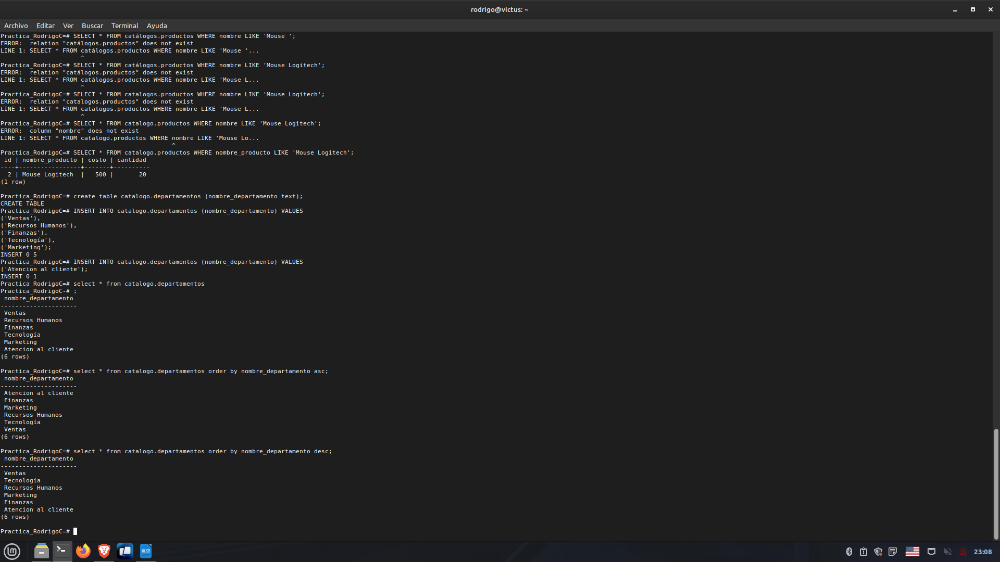 rodrigo@victus: ~
Archivo Editar Ver Buscar Terminal Ayuda
Practica_RodrigoC=# SELECT * FROM catálogos.productos WHERE nombre LIKE 'Mouse ';
ERROR:  relation "catálogos.productos" does not exist
LINE 1: SELECT * FROM catálogos.productos WHERE nombre LIKE 'Mouse '...
^
Practica_RodrigoC=# SELECT * FROM catálogos.productos WHERE nombre LIKE 'Mouse Logitech';
ERROR:  relation "catálogos.productos" does not exist
LINE 1: SELECT * FROM catálogos.productos WHERE nombre LIKE 'Mouse L...
^
Practica_RodrigoC=# SELECT * FROM catalogos.productos WHERE nombre LIKE 'Mouse Logitech';
ERROR:  relation "catalogos.productos" does not exist
LINE 1: SELECT * FROM catalogos.productos WHERE nombre LIKE 'Mouse L...
^
Practica_RodrigoC=# SELECT * FROM catalogo.productos WHERE nombre LIKE 'Mouse Logitech';
ERROR:  column "nombre" does not exist
LINE 1: SELECT * FROM catalogo.productos WHERE nombre LIKE 'Mouse Lo...
^
Practica_RodrigoC=# SELECT * FROM catalogo.productos WHERE nombre_producto LIKE 'Mouse Logitech';
 id | nombre_producto | costo | cantidad
----+-----------------+-------+----------
  2 | Mouse Logitech  |   500 |       20
(1 row)
Practica_RodrigoC=# create table catalogo.departamentos (nombre_departamento text);
CREATE TABLE
Practica_RodrigoC=# INSERT INTO catalogo.departamentos (nombre_departamento) VALUES
('Ventas'),
('Recursos Humanos'),
('Finanzas'),
('Tecnología'),
('Marketing');
INSERT 0 5
Practica_RodrigoC=# INSERT INTO catalogo.departamentos (nombre_departamento) VALUES
('Atencion al cliente');
INSERT 0 1
Practica_RodrigoC=# select * from catalogo.departamentos
Practica_RodrigoC-# ;
 nombre_departamento
---------------------
 Ventas
 Recursos Humanos
 Finanzas
 Tecnología
 Marketing
 Atencion al cliente
(6 rows)
Practica_RodrigoC=# select * from catalogo.departamentos order by nombre_departamento asc;
 nombre_departamento
---------------------
 Atencion al cliente
 Finanzas
 Marketing
 Recursos Humanos
 Tecnología
 Ventas
(6 rows)
Practica_RodrigoC=# select * from catalogo.departamentos order by nombre_departamento desc;
 nombre_departamento
---------------------
 Ventas
 Tecnología
 Recursos Humanos
 Marketing
 Finanzas
 Atencion al cliente
(6 rows)
Practica_RodrigoC=#
23:08